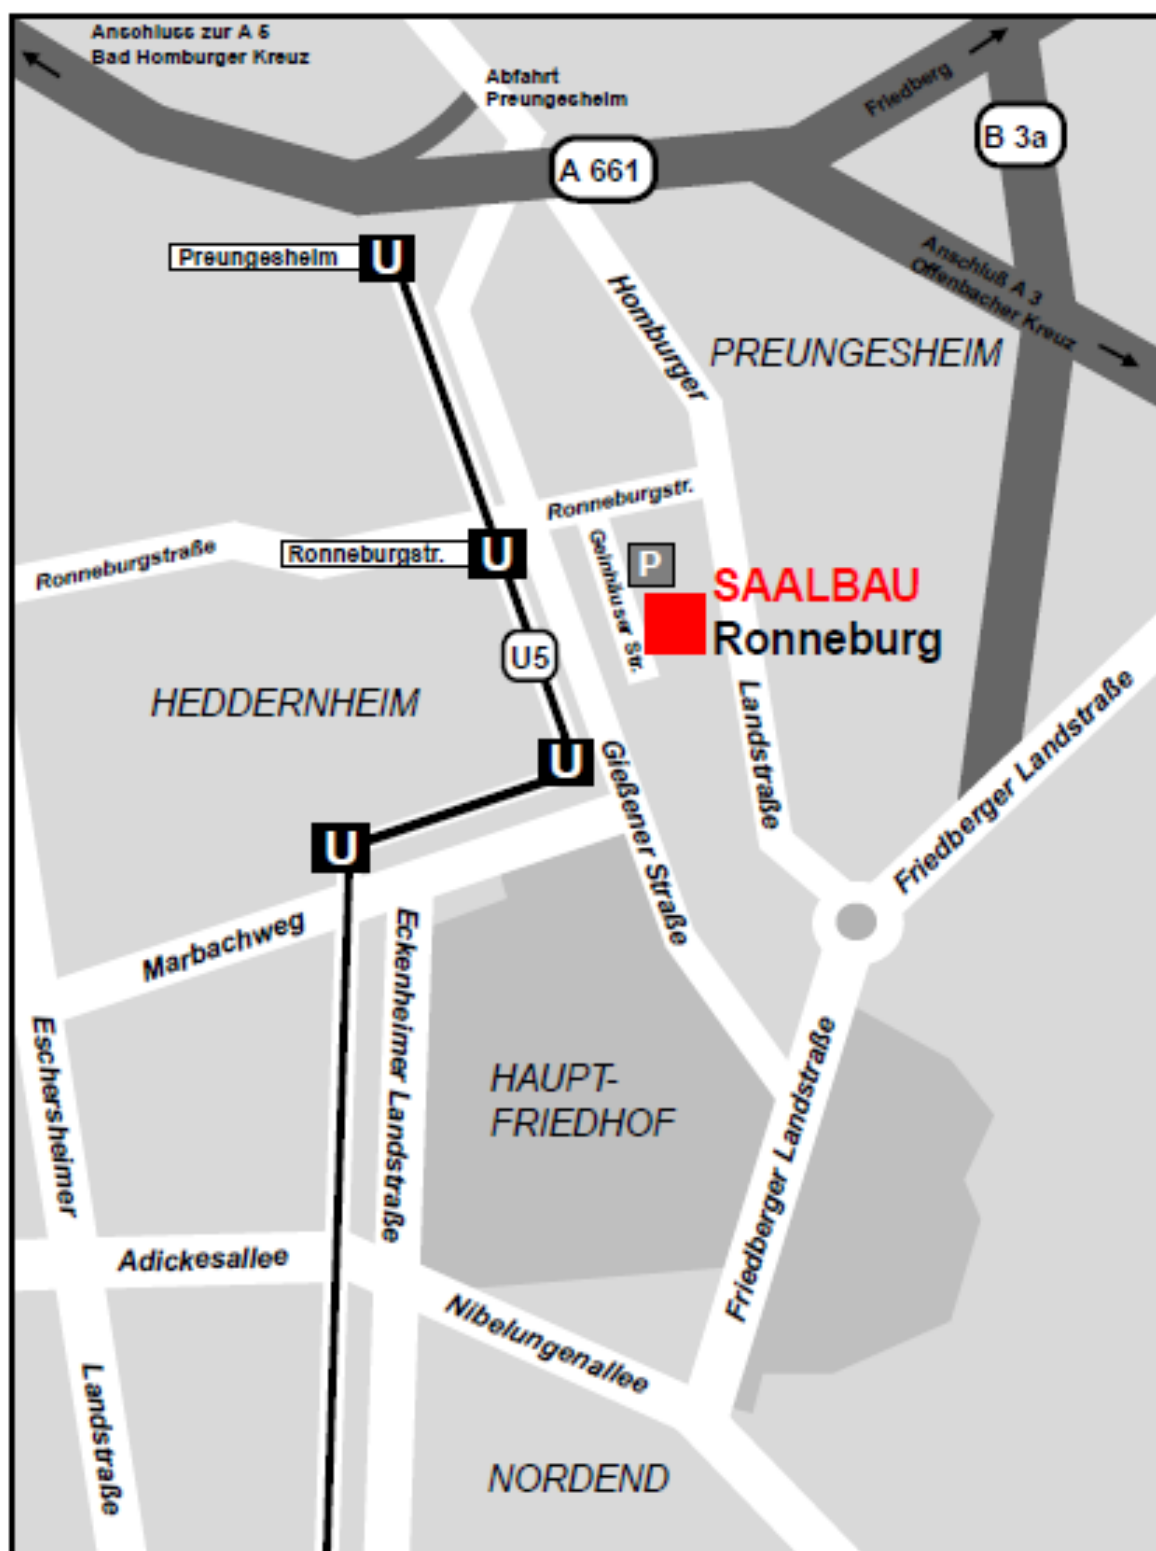 Anschluss zur A 5
Bad Homburger Kreuz
Abfahrt
Preungesheim
Friedberg
B 3a
A 661
Preungesheim
U
Anschluß A 3
Offenbacher Kreuz
Homburger
PREUNGESHEIM
Ronneburgstr.
Ronneburgstraße
Ronneburgstr.
U
Gelnhäuser Str.
P
SAALBAU
Ronneburg
U5
HEDDERNHEIM
Landstraße
Friedberger Landstraße
U
Gießener Straße
U
Marbachweg
Eckenheimer Landstraße
Eschersheimer
HAUPT-
FRIEDHOF
Friedberger Landstraße
Adickesallee
Nibelungenallee
Landstraße
NORDEND